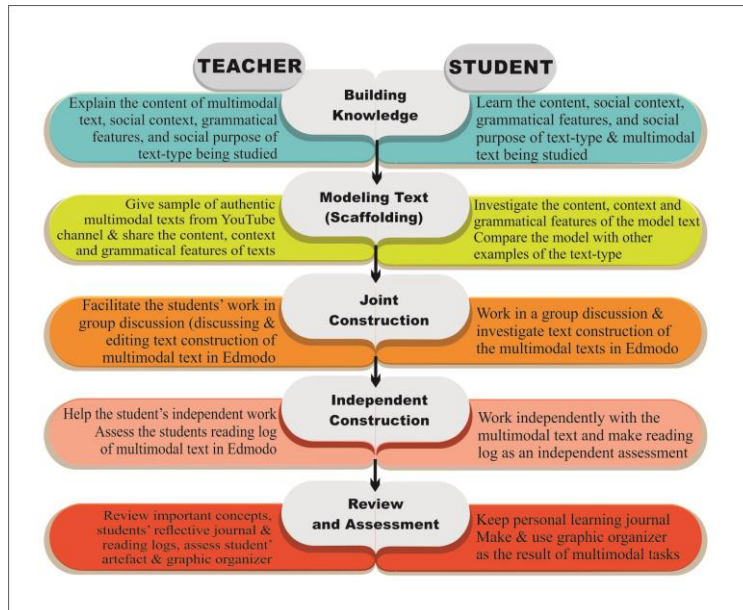 TEACHER
STUDENT
Building
Knowledge
Explain the content of multimodal
text, social context, grammatical
features, and social purpose of
text-type being studied
Learn the content, social context,
grammatical features, and social
purpose of text-type & multimodal
text being studied
Modeling Text
(Scaffolding)
Give sample of authentic
multimodal texts from YouTube
channel & share the content, context
and grammatical features of texts
Investigate the content, context and
grammatical features of the model text
Compare the model with other
examples of the text-type
Joint
Construction
Facilitate the students' work in
group discussion (discussing &
editing text construction of
multimodal text in Edmodo
Work in a group discussion &
investigate text construction of
the multimodal texts in Edmodo
Independent
Construction
Help the student's independent work
Assess the students reading log
of multimodal text in Edmodo
Work independently with the
multimodal text and make reading
log as an independent assessment
Review
and Assessment
Review important concepts,
students' reflective journal &
reading logs, assess student'
artefact & graphic organizer
Keep personal learning journal
Make & use graphic organizer
as the result of multimodal tasks